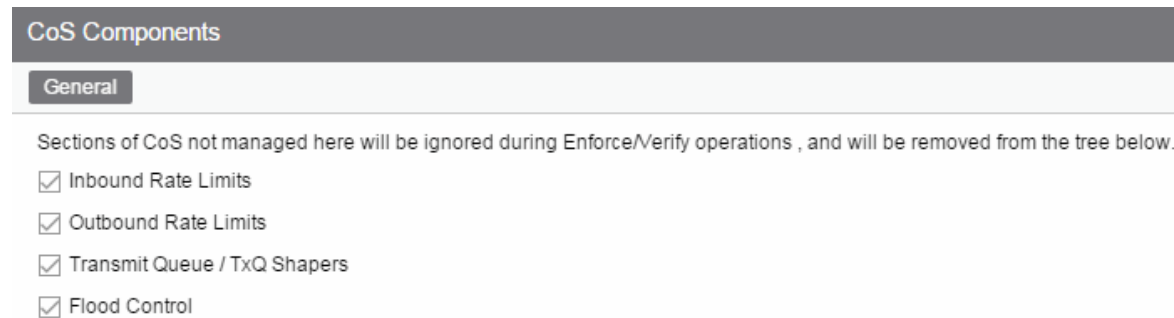 CoS Components
General
Sections of CoS not managed here will be ignored during Enforce/Verify operations , and will be removed from the tree below.
Inbound Rate Limits
Outbound Rate Limits
Transmit Queue / TxQ Shapers
Flood Control